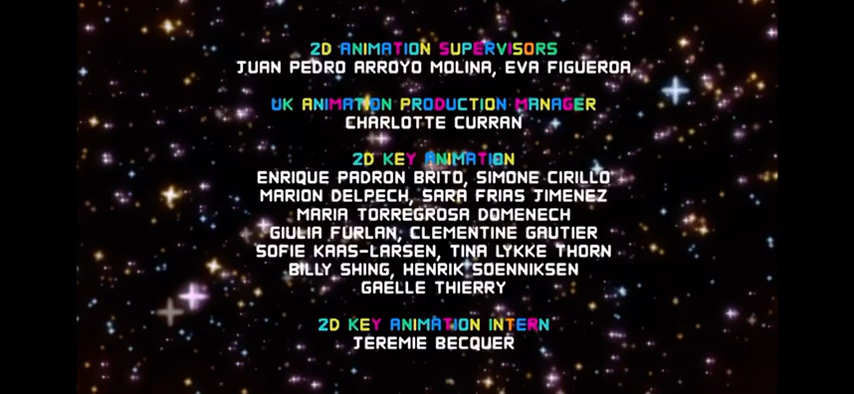 2D ANIMATION SUPERVISORS
JUAN PEDRO ARROYO MOLINA, EVA FIGUEROA
UK ANIMATION PRODUCTION MANAGER
CHARLOTTE CURRAN
2D KEY ANIMATION
ENRIQUE PADRON BRITO, SIMONE CIRILLO
MARION DELPECH, SARA FRIAS JIMENEZ
MARIA TORREGROSA DOMENECH
GIULIA FURLAN, CLEMENTINE GAUTIER
SOFIE KAAS-LARSEN, TINA LYKKE THORN
BILLY SHING, HENRIK SOENNIKSEN
GAELLE THIERRY
2D KEY ANIMATION INTERN
JEREMIE BECQUER